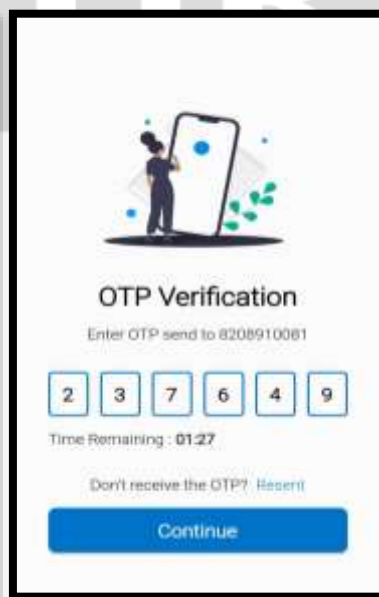 OTP Verification
Enter OTP send to 8208910081
2 3 7 6 4 9
Time Remaining : 01:27
Don't receive the OTP? Resent
Continue